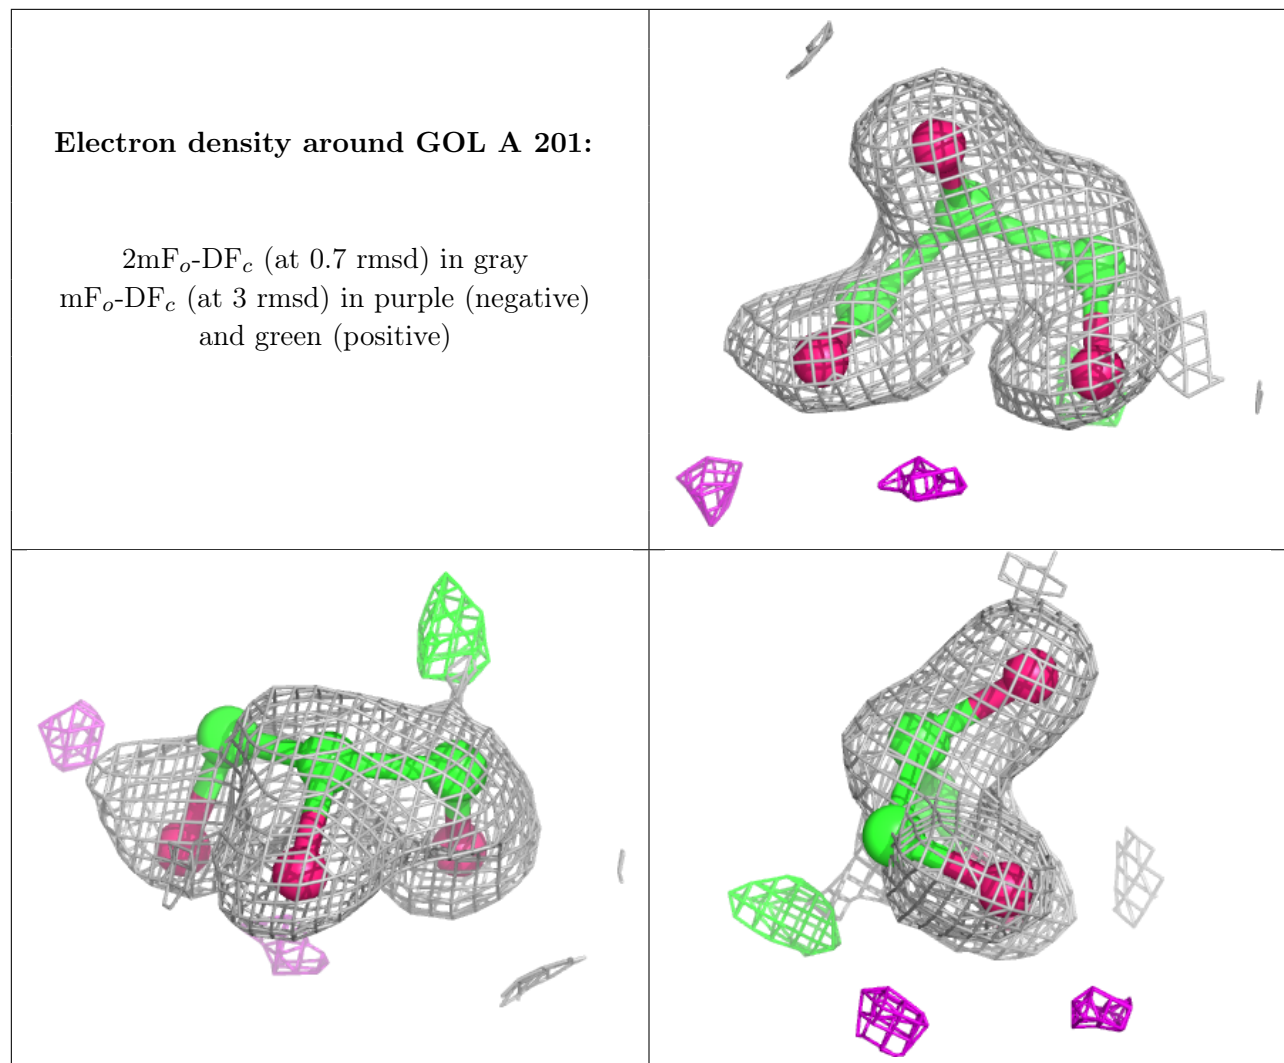 Electron density around GOL A 201:
2mFo-DFc (at 0.7 rmsd) in gray
mFo-DFc (at 3 rmsd) in purple (negative)
and green (positive)